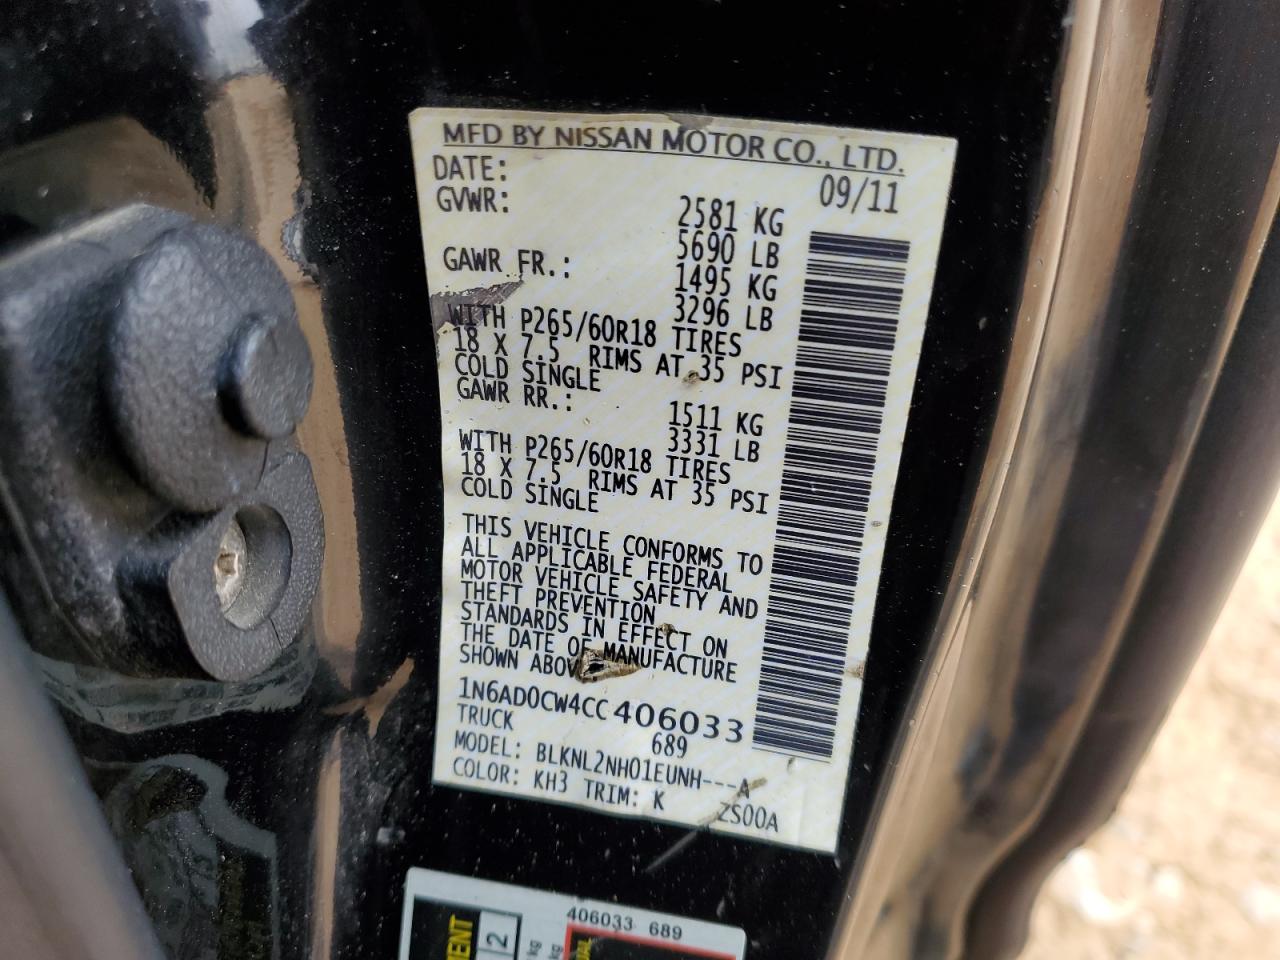 MFD BY NISSAN MOTOR CO., LTD.
DATE: 09/11
GVWR: 2581 KG
5690 LB
GAWR FR.: 1495 KG
3296 LB
WITH P265/60R18 TIRES
18 X 7.5 RIMS AT 35 PSI
COLD SINGLE
GAWR RR.: 1511 KG
3331 LB
WITH P265/60R18 TIRES
18 X 7.5 RIMS AT 35 PSI
COLD SINGLE
THIS VEHICLE CONFORMS TO
ALL APPLICABLE FEDERAL
MOTOR VEHICLE SAFETY AND
THEFT PREVENTION
STANDARDS IN EFFECT ON
THE DATE OF MANUFACTURE
SHOWN ABOVE
1N6AD0CW4CC406033
TRUCK 689
MODEL: BLKNL2NH01EUNH---A
COLOR: KH3 TRIM: K ZS00A
406033 689
2
kg
kg